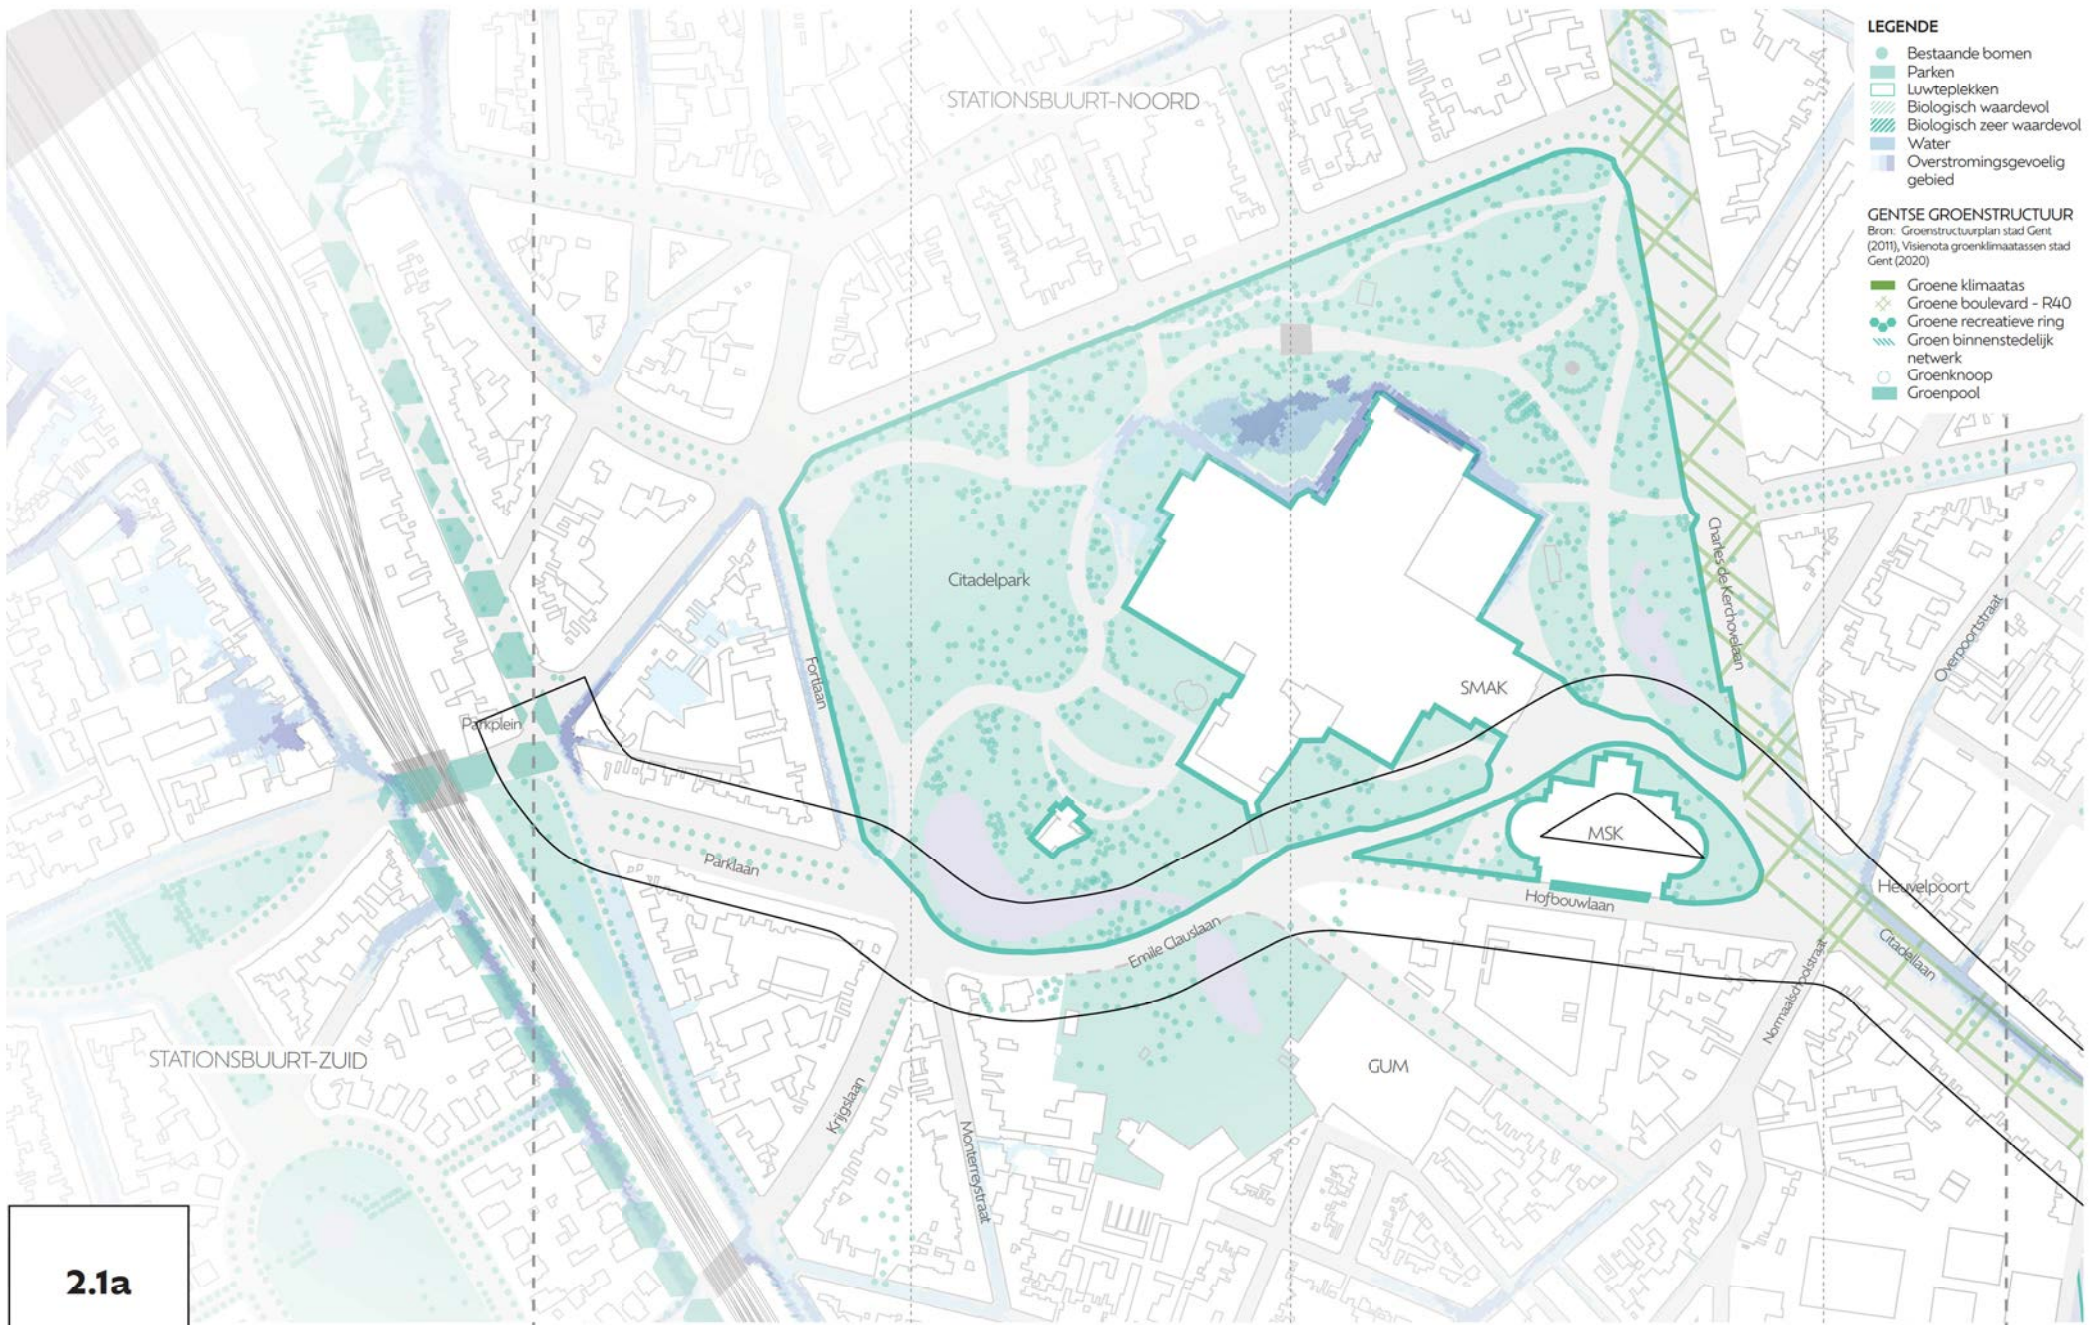 LEGENDE
Bestaande bomen
Parken
Luwteplekken
Biologisch waardevol
Biologisch zeer waardevol
Water
Overstromingsgevoelig
gebied
GENTSE GROENSTRUCTUUR
Bron: Groenstructuurplan stad Gent
(2011), Visienota groenklimaatassen stad
Gent (2020)
Groene klimaatas
Groene boulevard - R40
Groene recreatieve ring
Groen binnenstedelijk
netwerk
Groenknoop
Groenpool
STATIONSBUURT-NOORD
Citadelpark
Charles de Kerchovelaan
Overpoortstraat
Fortlaan
SMAK
Parkplein
MSK
Parklaan
Heuvelpoort
Hofbouwlaan
Emile Clauslaan
Citadellaan
Normaalschoolstraat
STATIONSBUURT-ZUID
GUM
Krijgslaan
Monterreystraat
2.1a